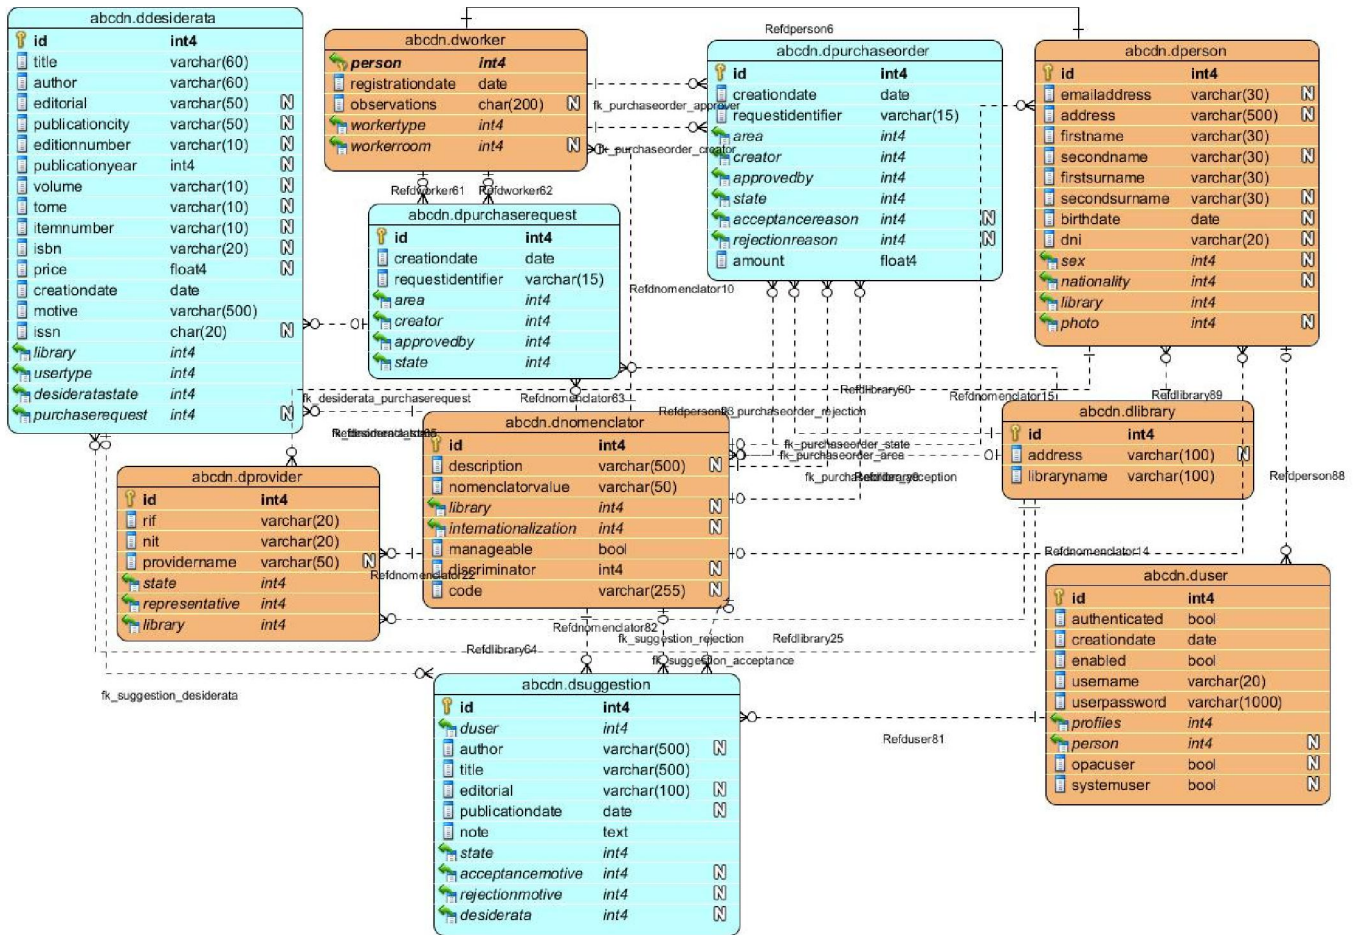 abcdn.ddesiderata
id int4
title varchar(60)
author varchar(60)
editorial varchar(50) N
publicationcity varchar(50) N
editionnumber varchar(10) N
publicationyear int4 N
volume varchar(10) N
tome varchar(10) N
itemnumber varchar(10) N
isbn varchar(20) N
price float4 N
creationdate date
motive varchar(500)
issn char(20) N
library int4
usertype int4
desideratastate int4
purchaserequest int4 N
abcdn.dworker
person int4
registrationdate date
observations char(200) N
workertype int4
workerroom int4 N
Refdperson6
abcdn.dpurchaseorder
id int4
creationdate date
requestidentifier varchar(15)
area int4
creator int4
approvedby int4
state int4
acceptancereason int4 N
rejectionreason int4 N
amount float4
abcdn.dperson
id int4
emailaddress varchar(30) N
address varchar(500) N
firstname varchar(30)
secondname varchar(30) N
firstsurname varchar(30)
secondsurname varchar(30) N
birthdate date N
dni varchar(20) N
sex int4 N
nationality int4 N
library int4
photo int4 N
fk_purchaseorder_approver
fk_purchaseorder_creator
Refdworker61
Refdworker62
abcdn.dpurchaserequest
id int4
creationdate date
requestidentifier varchar(15)
area int4
creator int4
approvedby int4
state int4
Refdnomenclator10
fk_desiderata_purchaserequest
Refdnomenclator63
Refdlibrary60
Refdnomenclator15
Refdlibrary89
fk_purchaseorder_state
fk_purchaseorder_area
abcdn.dlibrary
id int4
address varchar(100) N
libraryname varchar(100)
Refdperson88
abcdn.dnomenclator
id int4
description varchar(500) N
nomenclatorvalue varchar(50)
library int4 N
internationalization int4 N
manageable bool
discriminator int4 N
code varchar(255) N
abcdn.dprovider
id int4
rif varchar(20)
nit varchar(20)
providername varchar(50) N
state int4
representative int4
library int4
Refdnomenclator22
Refdnomenclator14
Refdnomenclator82
fk_suggestion_rejection
Refdlibrary25
Refdlibrary64
fk_suggestion_acceptance
fk_suggestion_desiderata
abcdn.duser
id int4
authenticated bool
creationdate date
enabled bool
username varchar(20)
userpassword varchar(1000)
profiles int4
person int4 N
opacuser bool N
systemuser bool N
abcdn.dsuggestion
id int4
duser int4
author varchar(500) N
title varchar(500)
editorial varchar(100) N
publicationdate date N
note text
state int4
acceptancemotive int4 N
rejectionmotive int4 N
desiderata int4 N
Refduser81